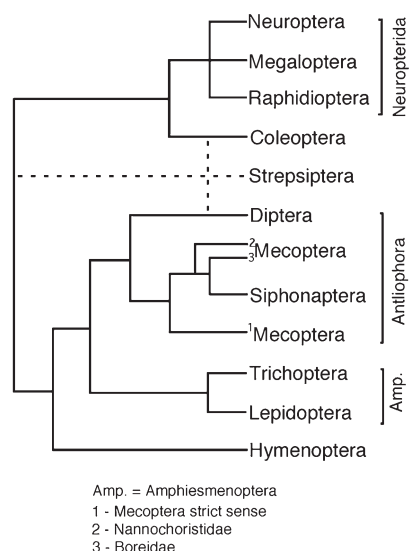 Neuroptera
Megaloptera
Raphidioptera
Neuropterida
Coleoptera
Strepsiptera
Diptera
2
3Mecoptera
Siphonaptera
1Mecoptera
Antliophora
Trichoptera
Lepidoptera
Amp.
Hymenoptera
Amp. = Amphiesmenoptera
1 - Mecoptera strict sense
2 - Nannochoristidae
3 - Boreidae